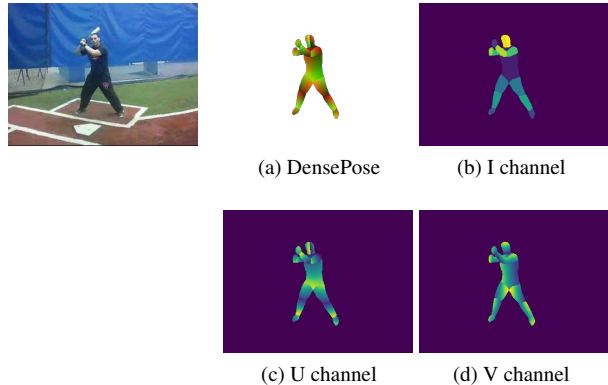 (a) DensePose
(b) I channel
(c) U channel
(d) V channel